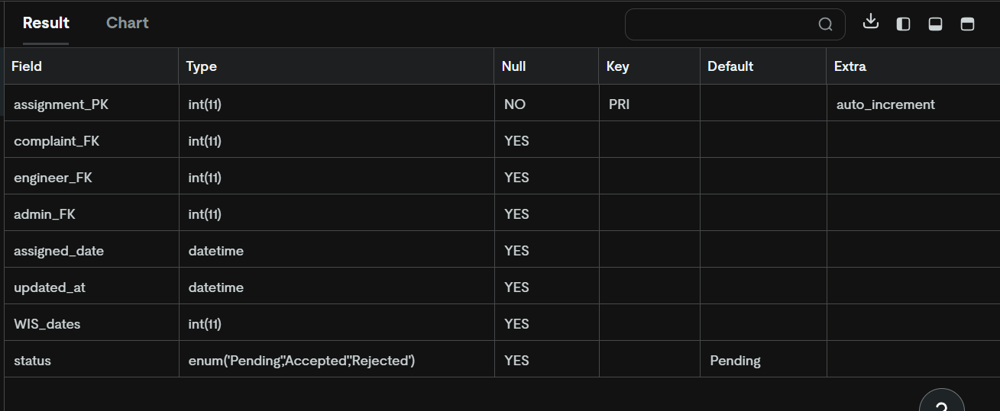 Result Chart
Field Type Null Key Default Extra
assignment_PK int(11) NO PRI auto_increment
complaint_FK int(11) YES
engineer_FK int(11) YES
admin_FK int(11) YES
assigned_date datetime YES
updated_at datetime YES
WIS_dates int(11) YES
status enum('Pending','Accepted','Rejected') YES Pending
?